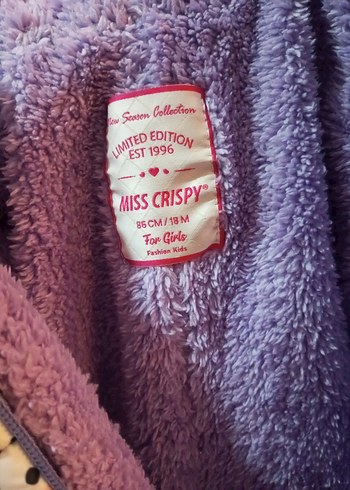 New Season Collection
LIMITED EDITION
EST 1996
MISS CRISPY®
86 CM / 18 M
For Girls
Fashion Kids